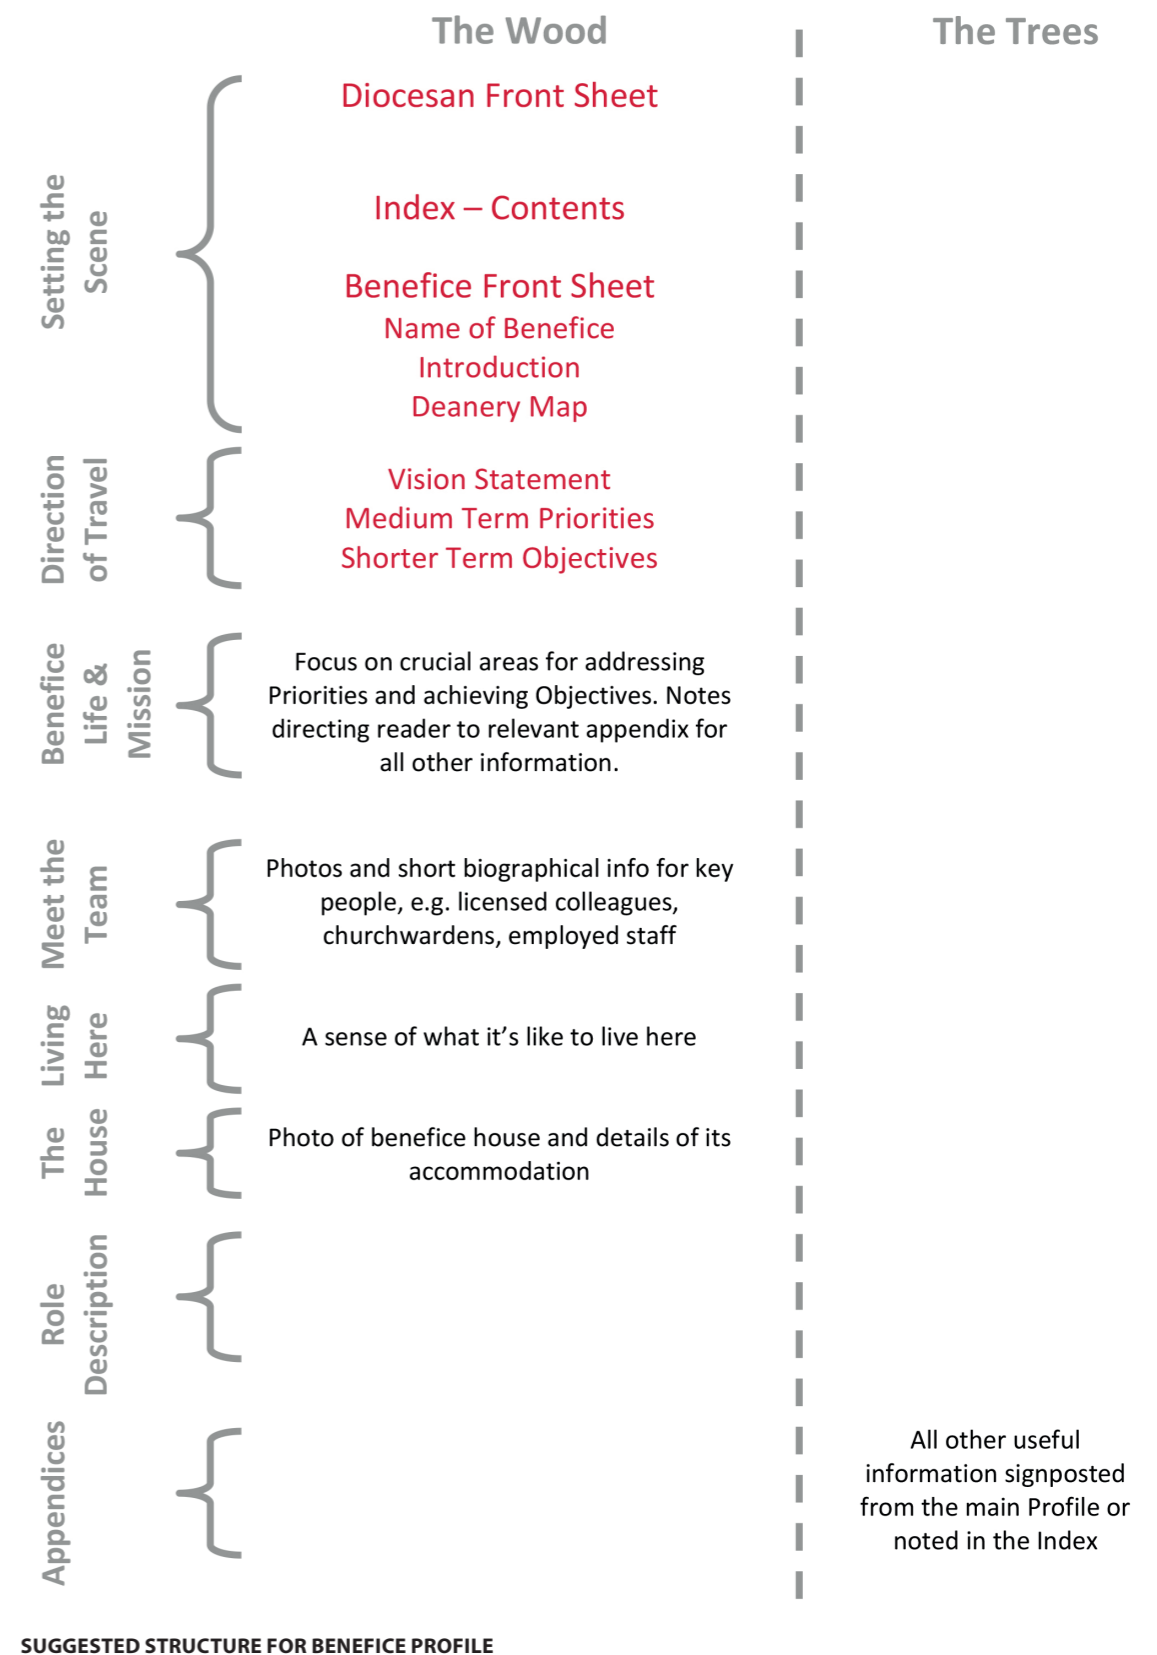 The Wood
The Trees
Setting the
Scene
Diocesan Front Sheet
Index – Contents
Benefice Front Sheet
Name of Benefice
Introduction
Deanery Map
Direction
of Travel
Vision Statement
Medium Term Priorities
Shorter Term Objectives
Benefice
Life &
Mission
Focus on crucial areas for addressing
Priorities and achieving Objectives. Notes
directing reader to relevant appendix for
all other information.
Meet the
Team
Photos and short biographical info for key
people, e.g. licensed colleagues,
churchwardens, employed staff
Living
Here
A sense of what it’s like to live here
The
House
Photo of benefice house and details of its
accommodation
Role
Description
Appendices
All other useful
information signposted
from the main Profile or
noted in the Index
SUGGESTED STRUCTURE FOR BENEFICE PROFILE